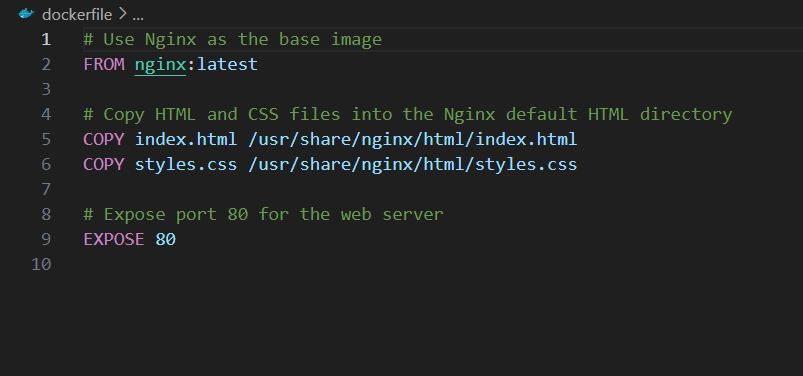 dockerfile > ...
1 # Use Nginx as the base image
2 FROM nginx:latest
3
4 # Copy HTML and CSS files into the Nginx default HTML directory
5 COPY index.html /usr/share/nginx/html/index.html
6 COPY styles.css /usr/share/nginx/html/styles.css
7
8 # Expose port 80 for the web server
9 EXPOSE 80
10